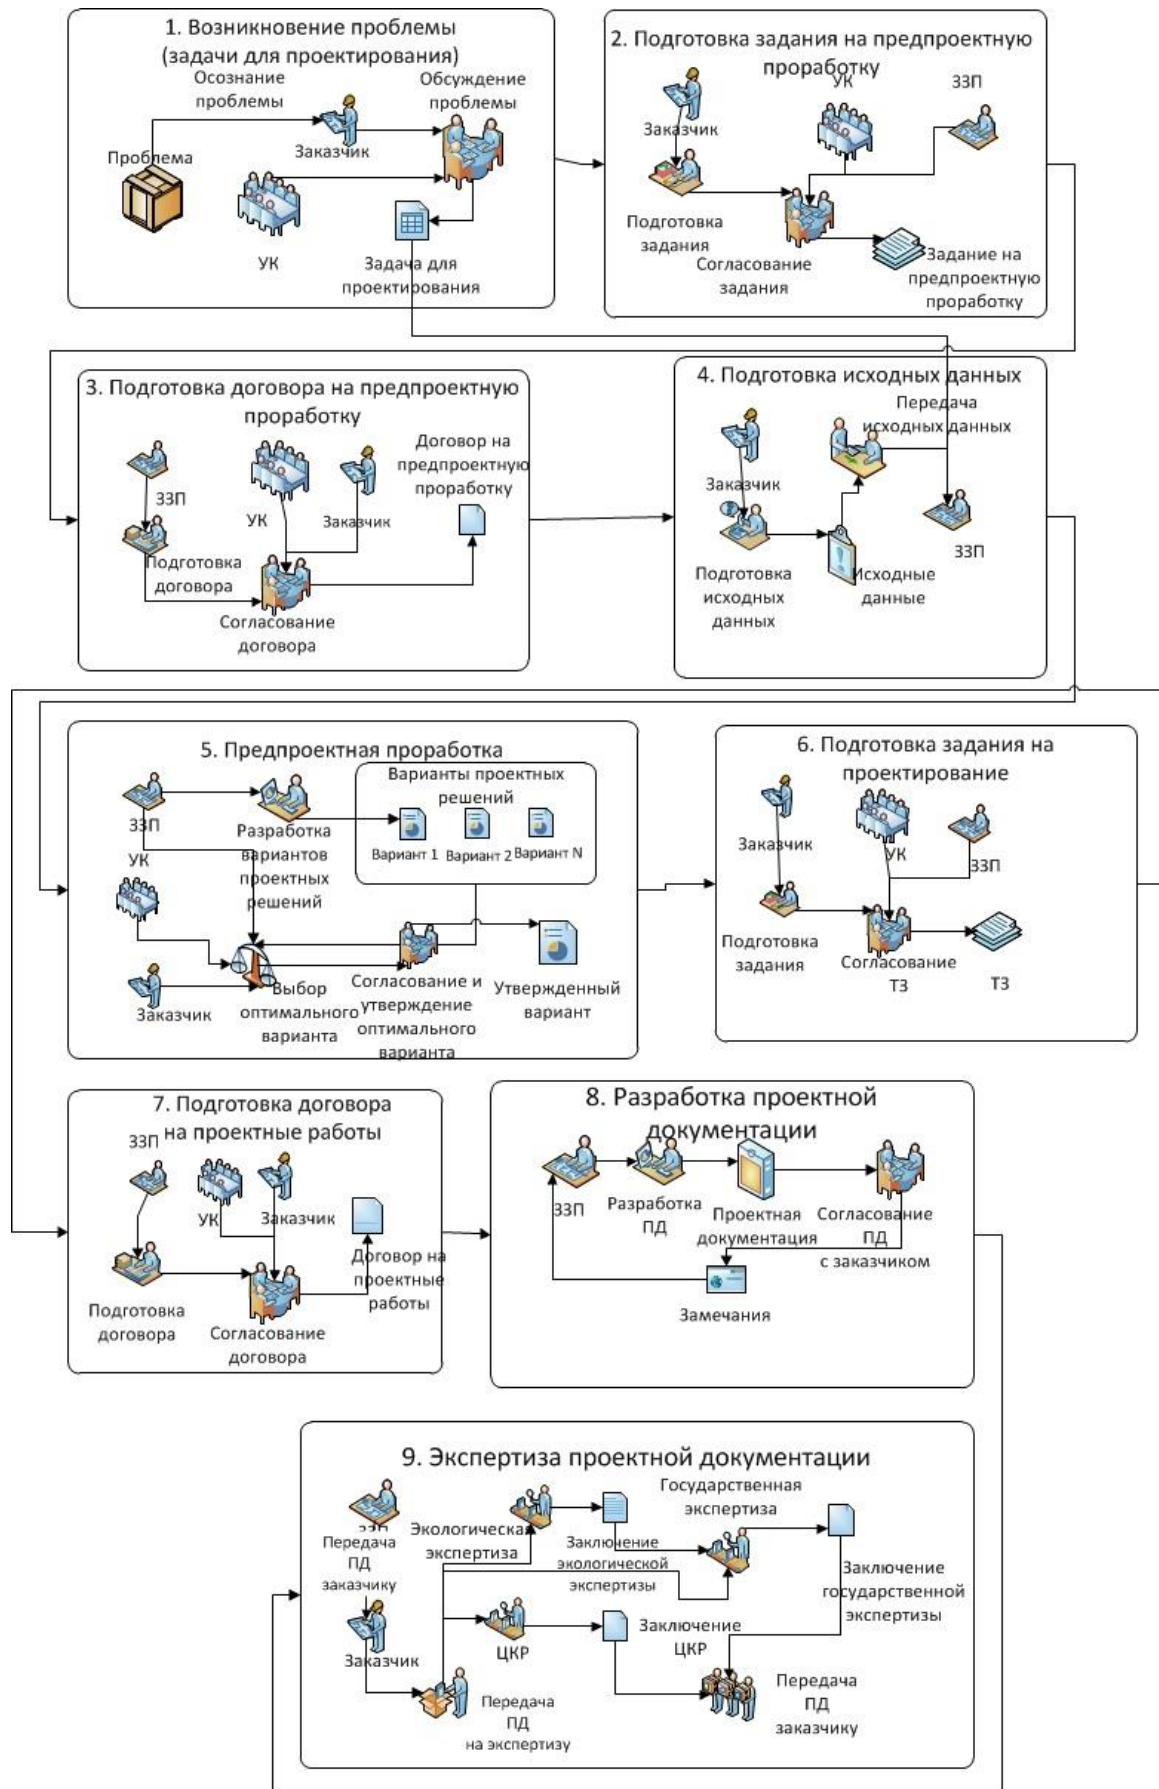 1. Возникновение проблемы
(задачи для проектирования)
Осознание
проблемы
Обсуждение
проблемы
Заказчик
Проблема
УК
Задача для
проектирования
2. Подготовка задания на предпроектную
проработку
УК
ЗЗП
Заказчик
Подготовка
задания
Согласование
задания
Задание на
предпроектную
проработку
3. Подготовка договора на предпроектную
проработку
Договор на
предпроектную
проработку
ЗЗП
УК
Заказчик
Подготовка
договора
Согласование
договора
4. Подготовка исходных данных
Передача
исходных данных
Заказчик
ЗЗП
Подготовка
исходных
данных
Исходные
данные
5. Предпроектная проработка
Варианты проектных
решений
Вариант 1
Вариант 2
Вариант N
ЗЗП
УК
Разработка
вариантов
проектных
решений
Заказчик
Выбор
оптимального
варианта
Согласование и
утверждение
оптимального
варианта
Утвержденный
вариант
6. Подготовка задания на
проектирование
Заказчик
УК
ЗЗП
Подготовка
задания
Согласование
ТЗ
ТЗ
7. Подготовка договора
на проектные работы
ЗЗП
УК
Заказчик
Договор на
проектные
работы
Подготовка
договора
Согласование
договора
8. Разработка проектной
документации
ЗЗП
Разработка
ПД
Проектная
документация
Согласование
ПД
с заказчиком
Замечания
9. Экспертиза проектной документации
Государственная
экспертиза
ЗЗП
Передача
ПД
заказчику
Экологическая
экспертиза
Заключение
экологической
экспертизы
Заключение
государственной
экспертизы
Заказчик
ЦКР
Заключение
ЦКР
Передача
ПД
на экспертизу
Передача
ПД
заказчику